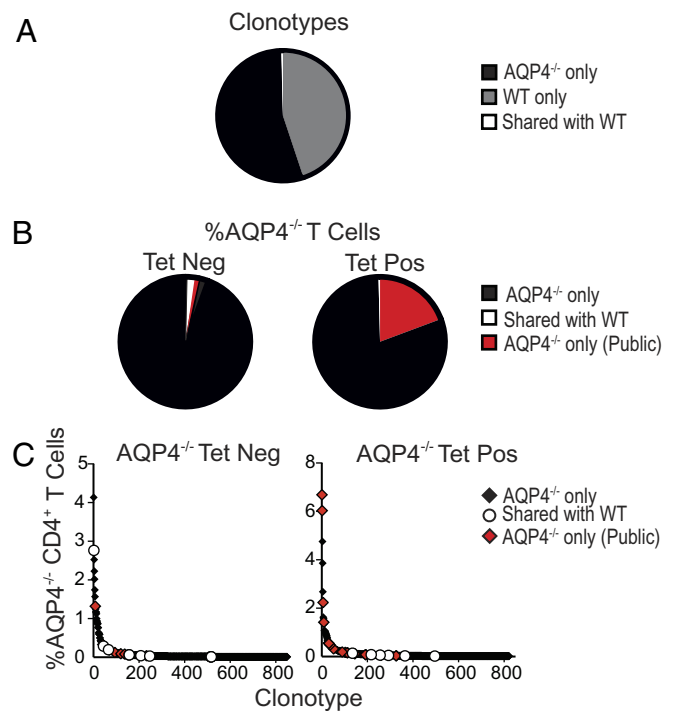 A
Clonotypes
AQP4-/- only
WT only
Shared with WT
B
%AQP4-/- T Cells
Tet Neg
Tet Pos
AQP4-/- only
Shared with WT
AQP4-/- only (Public)
C
AQP4-/- Tet Neg
AQP4-/- Tet Pos
%AQP4-/- CD4+ T Cells
5
4
3
2
1
0
0 200 400 600 800
8
6
4
2
0
0 200 400 600 800
AQP4-/- only
Shared with WT
AQP4-/- only (Public)
Clonotype